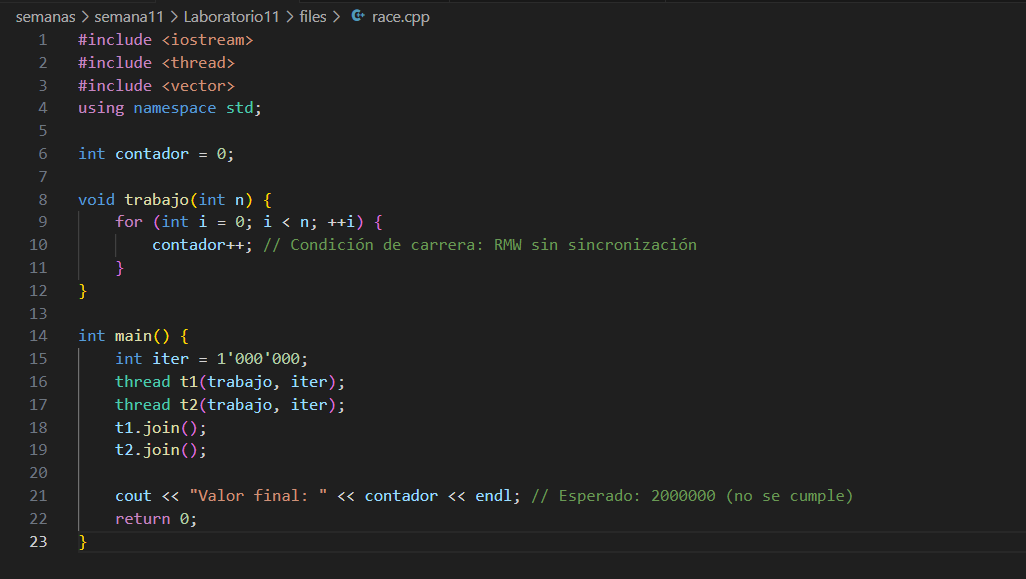 semanas > semana11 > Laboratorio11 > files > race.cpp
1 #include <iostream>
2 #include <thread>
3 #include <vector>
4 using namespace std;
5
6 int contador = 0;
7
8 void trabajo(int n) {
9     for (int i = 0; i < n; ++i) {
10         contador++; // Condición de carrera: RMW sin sincronización
11     }
12 }
13
14 int main() {
15     int iter = 1'000'000;
16     thread t1(trabajo, iter);
17     thread t2(trabajo, iter);
18     t1.join();
19     t2.join();
20
21     cout << "Valor final: " << contador << endl; // Esperado: 2000000 (no se cumple)
22     return 0;
23 }